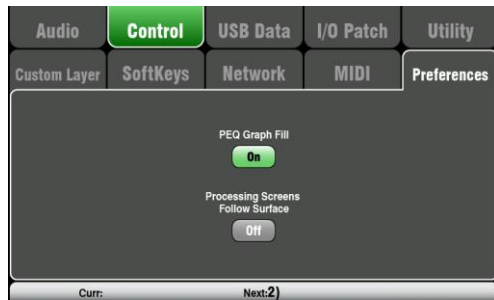 Audio Control USB Data I/O Patch Utility
Custom Layer SoftKeys Network MIDI Preferences
PEQ Graph Fill
On
Processing Screens
Follow Surface
Off
Curr: Next:2)